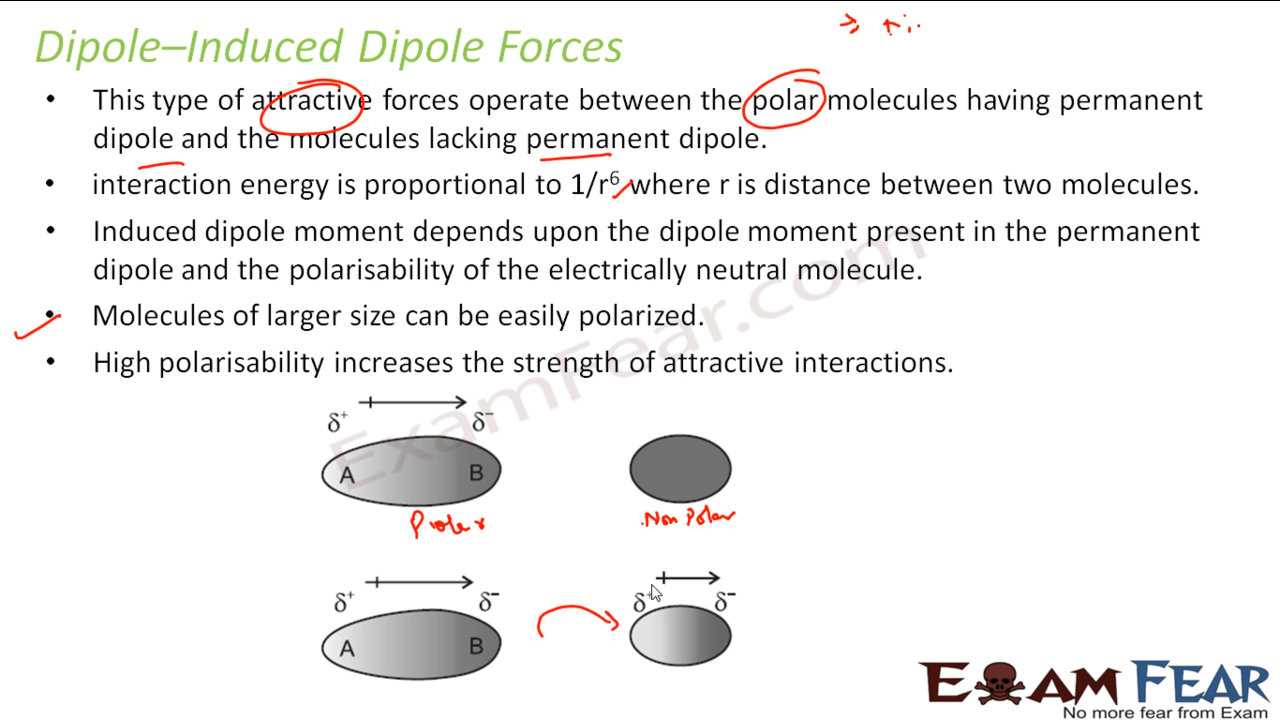 Dipole–Induced Dipole Forces
• This type of attractive forces operate between the polar molecules having permanent
dipole and the molecules lacking permanent dipole.
• interaction energy is proportional to 1/r⁶ where r is distance between two molecules.
• Induced dipole moment depends upon the dipole moment present in the permanent
dipole and the polarisability of the electrically neutral molecule.
• Molecules of larger size can be easily polarized.
• High polarisability increases the strength of attractive interactions.
ExamFear.com
δ⁺ δ⁻
A B
Polar Non Polar
δ⁺ δ⁻ δ⁺ δ⁻
A B
EXAM FEAR
No more fear from Exam